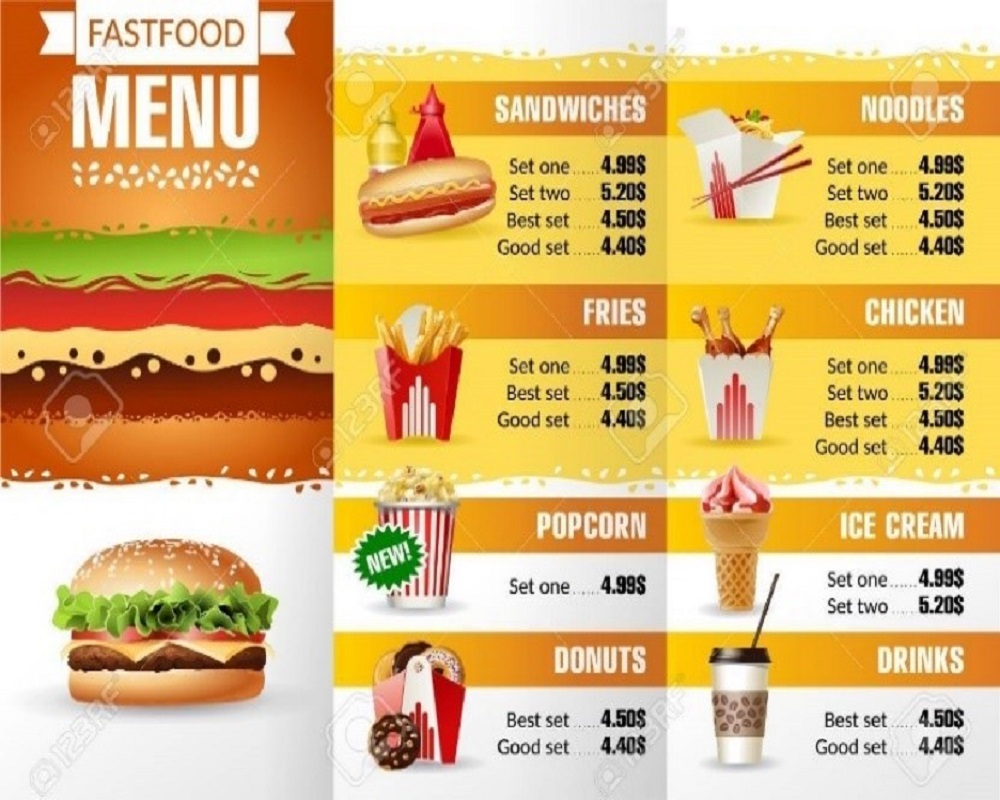 FASTFOOD
MENU
SANDWICHES
Set one ...... 4.99$
Set two ...... 5.20$
Best set ...... 4.50$
Good set ...... 4.40$
FRIES
Set one ...... 4.99$
Best set ...... 4.50$
Good set ...... 4.40$
POPCORN
NEW!
Set one ...... 4.99$
DONUTS
Best set ...... 4.50$
Good set ...... 4.40$
NOODLES
Set one ...... 4.99$
Set two ...... 5.20$
Best set ...... 4.50$
Good set ...... 4.40$
CHICKEN
Set one ...... 4.99$
Set two ...... 5.20$
Best set ...... 4.50$
Good set ...... 4.40$
ICE CREAM
Set one ...... 4.99$
Set two ...... 5.20$
DRINKS
Best set ...... 4.50$
Good set ...... 4.40$
123RF